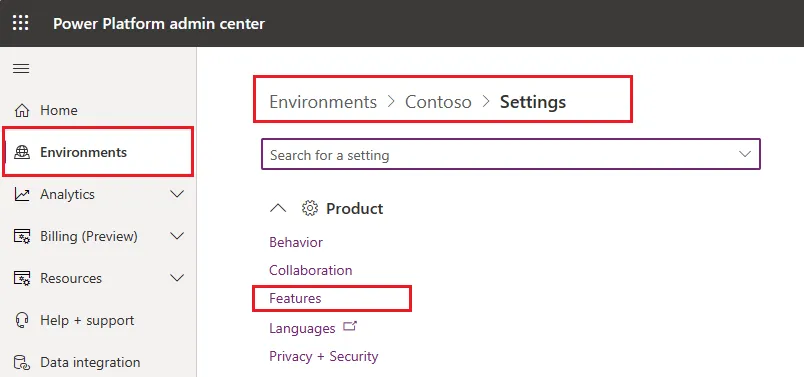 Power Platform admin center
Home
Environments
Analytics
Billing (Preview)
Resources
Help + support
Data integration
Environments > Contoso > Settings
Search for a setting
Product
Behavior
Collaboration
Features
Languages
Privacy + Security